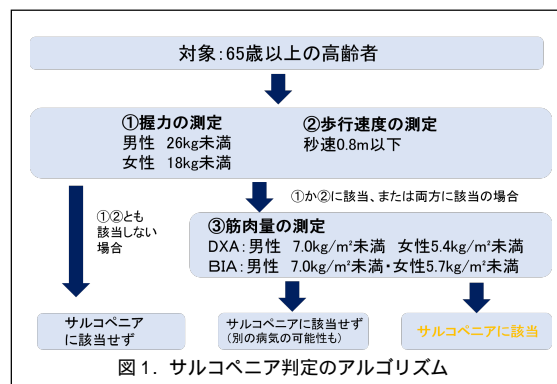 対象：65歳以上の高齢者
①握力の測定
男性　26kg未満
女性　18kg未満
②歩行速度の測定
秒速0.8m以下
①②とも
該当しない
場合
①か②に該当、または両方に該当の場合
③筋肉量の測定
DXA：男性　7.0kg/m²未満　女性5.4kg/m²未満
BIA：男性　7.0kg/m²未満・女性5.7kg/m²未満
サルコペニア
に該当せず
サルコペニアに該当せず
（別の病気の可能性も）
サルコペニアに該当
図１．サルコペニア判定のアルゴリズム